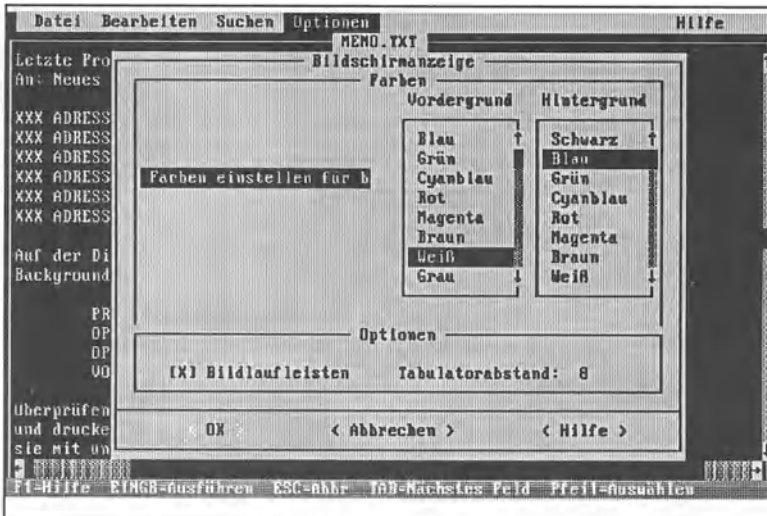 Datei Bearbeiten Suchen Optionen Hilfe
MEMO.TXT
Letzte Pro
An: Neues
XXX ADRESS
XXX ADRESS
XXX ADRESS
XXX ADRESS
XXX ADRESS
XXX ADRESS
Auf der Di
Background
PR
OP
OP
VO
Überprüfen
und drucke
sie mit un
Bildschirmanzeige
Farben
Vordergrund Hintergrund
Farben einstellen für b
Blau
Grün
Cyanblau
Rot
Magenta
Braun
Weiß
Grau
Schwarz
Blau
Grün
Cyanblau
Rot
Magenta
Braun
Weiß
Optionen
[X] Bildlaufleisten Tabulatorabstand: 8
< OK > < Abbrechen > < Hilfe >
F1=Hilfe EINGB=Ausführen ESC=Abbr TAB=Nächstes Feld Pfeil=Auswählen